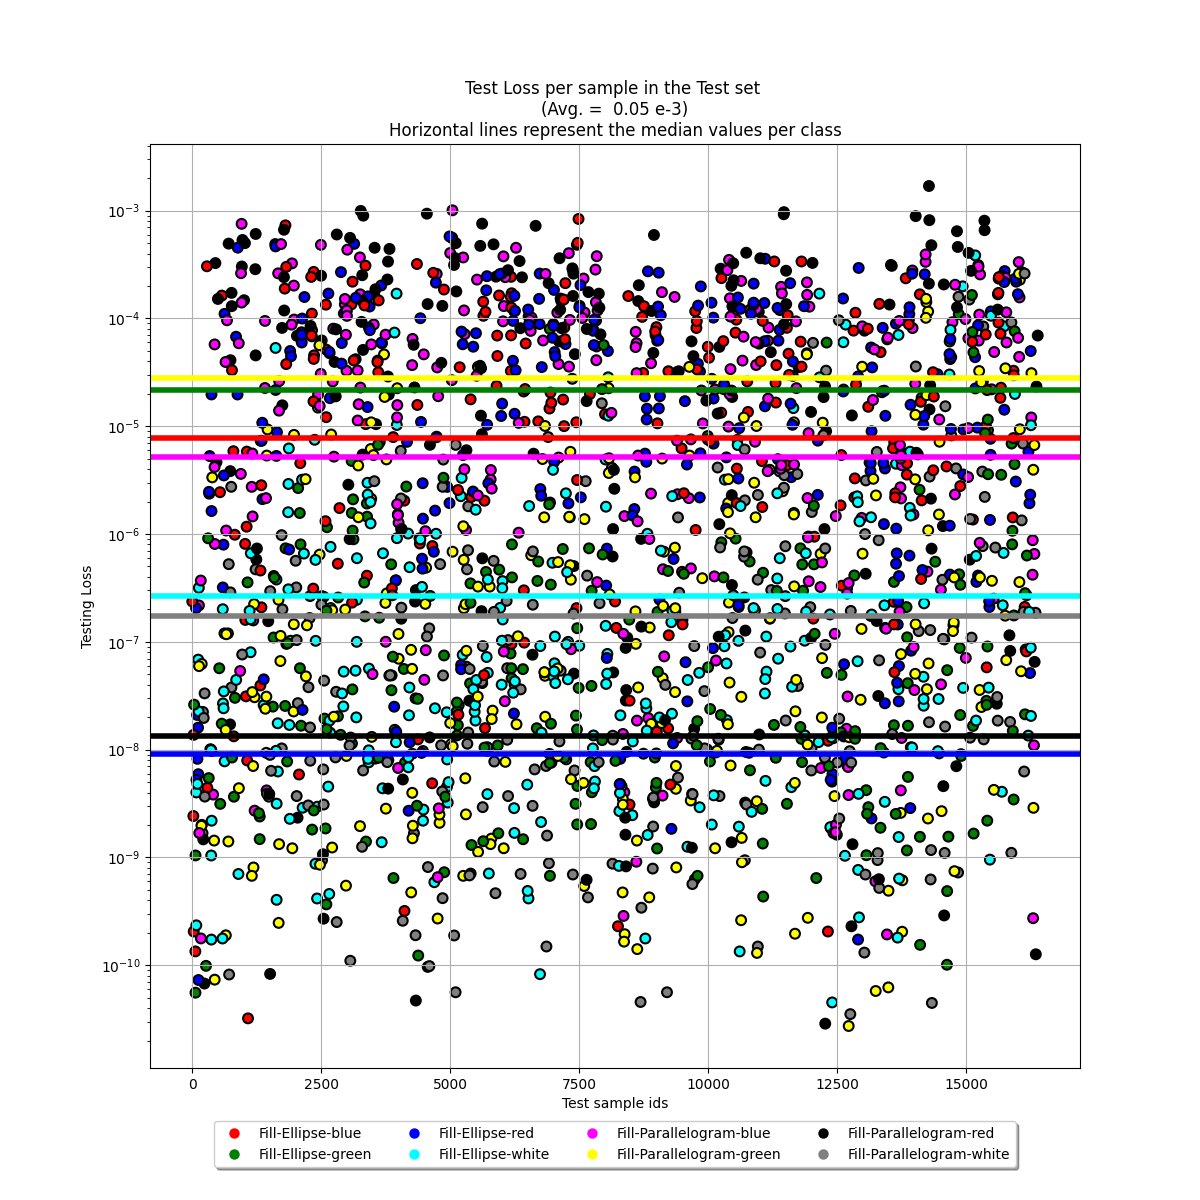 Test Loss per sample in the Test set
(Avg. =  0.05 e-3)
Horizontal lines represent the median values per class
10⁻³
10⁻⁴
10⁻⁵
10⁻⁶
10⁻⁷
10⁻⁸
10⁻⁹
10⁻¹⁰
Testing Loss
0 2500 5000 7500 10000 12500 15000
Test sample ids
Fill-Ellipse-blue Fill-Ellipse-red Fill-Parallelogram-blue Fill-Parallelogram-red
Fill-Ellipse-green Fill-Ellipse-white Fill-Parallelogram-green Fill-Parallelogram-white